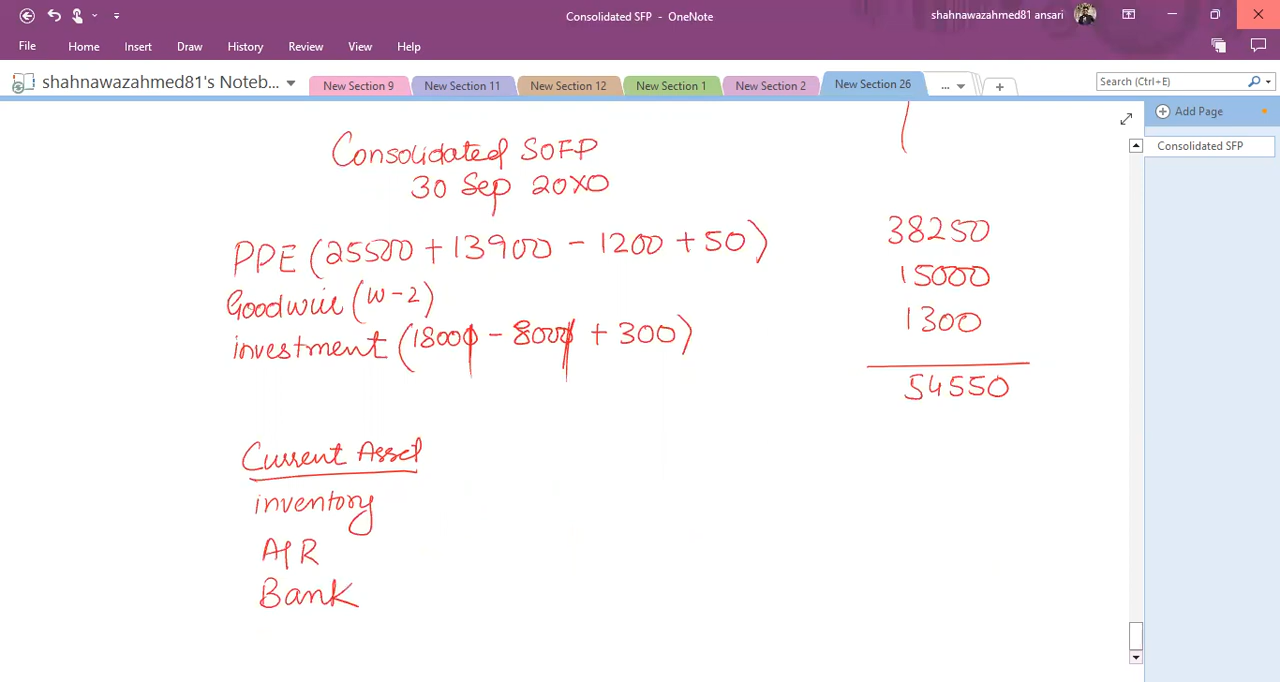 Consolidated SFP - OneNote
shahnawazahmed81 ansari
File Home Insert Draw History Review View Help
shahnawazahmed81's Noteb... New Section 9 New Section 11 New Section 12 New Section 1 New Section 2 New Section 26 ... + Search (Ctrl+E)
Add Page
Consolidated SFP
Consolidated SOFP
30 Sep 20X0
PPE (25500 + 13900 - 1200 + 50) 38250
Goodwill (W-2) 15000
investment (18000 - 8000 + 300) 1300
54550
Current Asset
inventory
A/R
Bank